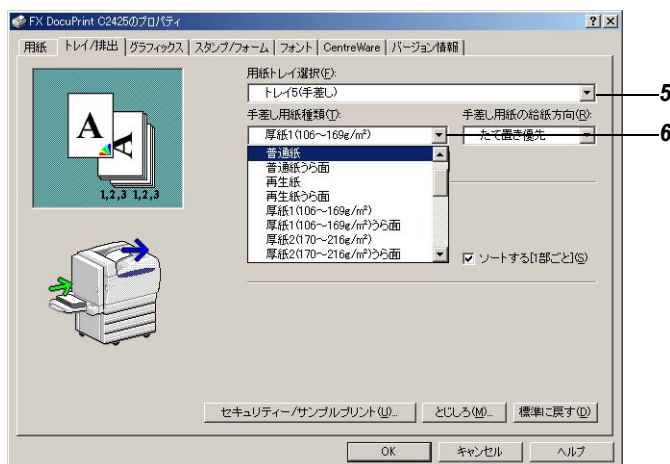 FX DocuPrint C2425のプロパティ
用紙 トレイ/排出 グラフィックス スタンプ/フォーム フォント CentreWare バージョン情報
用紙トレイ選択(F):
トレイ5(手差し)
5
手差し用紙種類(T): 手差し用紙の給紙方向(R):
厚紙1(106～169g/m²) たて置き優先
6
普通紙
普通紙うら面
再生紙
再生紙うら面
厚紙1(106～169g/m²)
厚紙1(106～169g/m²)うら面
厚紙2(170～216g/m²)
厚紙2(170～216g/m²)うら面
A A
1,2,3 1,2,3
ソートする[1部ごと](S)
セキュリティー/サンプルプリント(U)... とじしろ(M)... 標準に戻す(D)
OK キャンセル ヘルプ